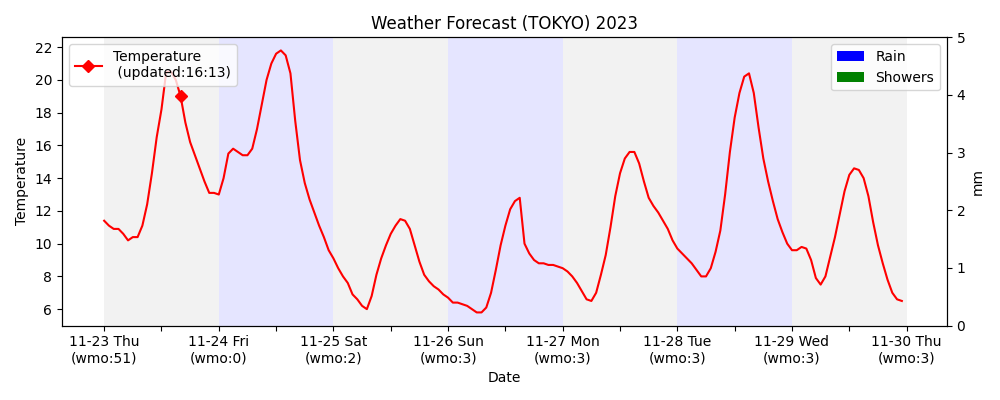 Weather Forecast (TOKYO) 2023
Temperature
(updated:16:13)
Rain
Showers
22
20
18
16
14
12
10
8
6
Temperature
5
4
3
2
1
0
mm
11-23 Thu
(wmo:51)
11-24 Fri
(wmo:0)
11-25 Sat
(wmo:2)
11-26 Sun
(wmo:3)
11-27 Mon
(wmo:3)
11-28 Tue
(wmo:3)
11-29 Wed
(wmo:3)
11-30 Thu
(wmo:3)
Date